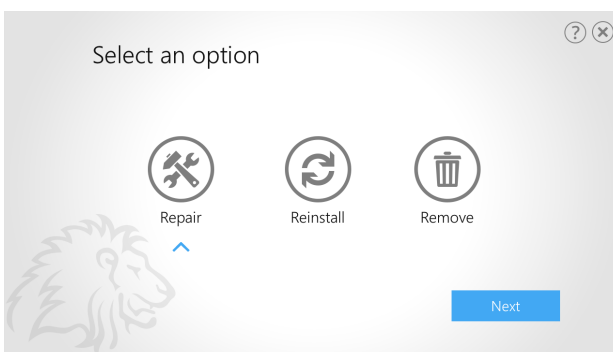 Select an option
Repair
Reinstall
Remove
Next